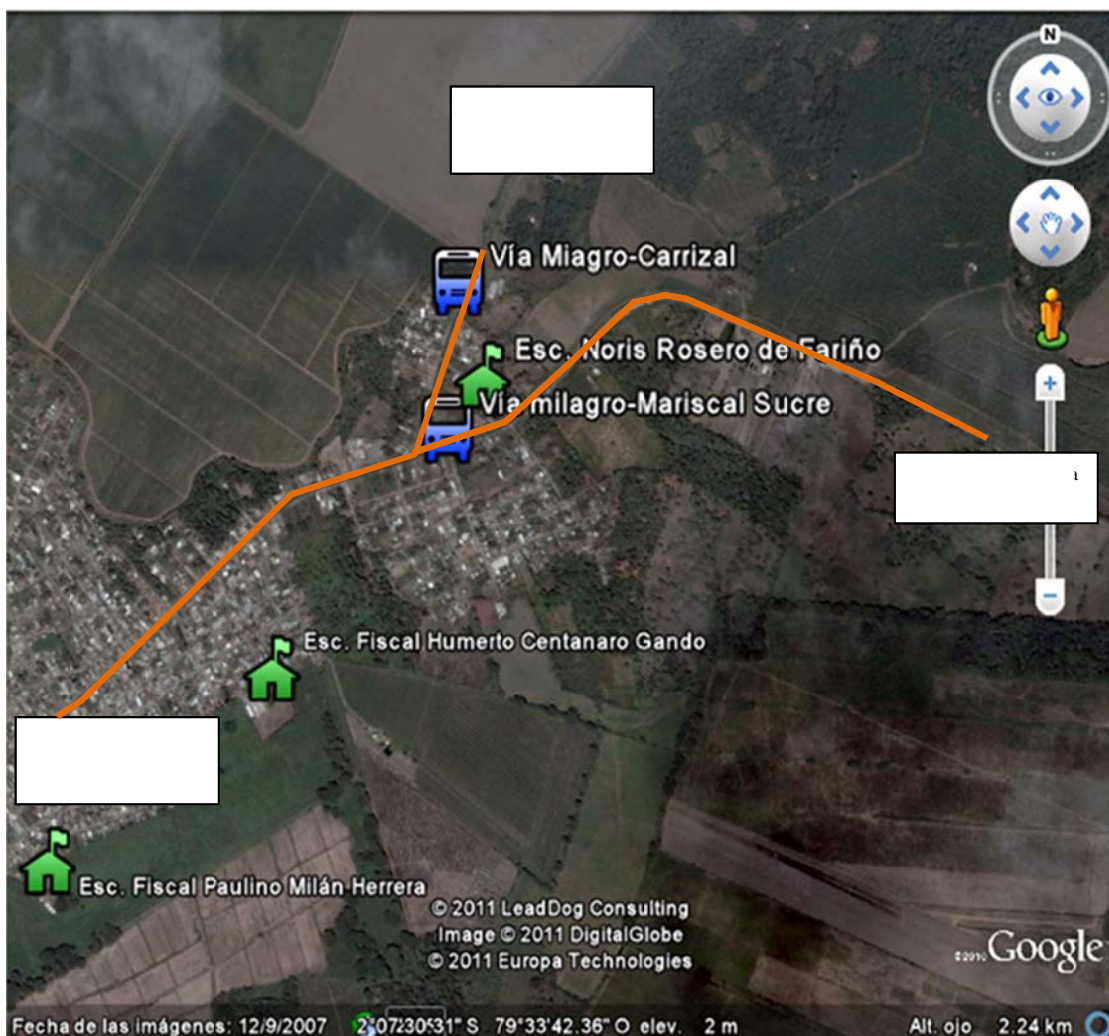 N
Vía Miagro-Carrizal
Esc. Noris Rosero de Fariño
Vía milagro-Mariscal Sucre
a
Esc. Fiscal Humerto Centanaro Gando
Esc. Fiscal Paulino Milán Herrera
© 2011 LeadDog Consulting
Image © 2011 DigitalGlobe
© 2011 Europa Technologies
©2010 Google
Fecha de las imágenes: 12/9/2007 79°33'42.36" O elev. 2 m Alt. ojo 2.24 km